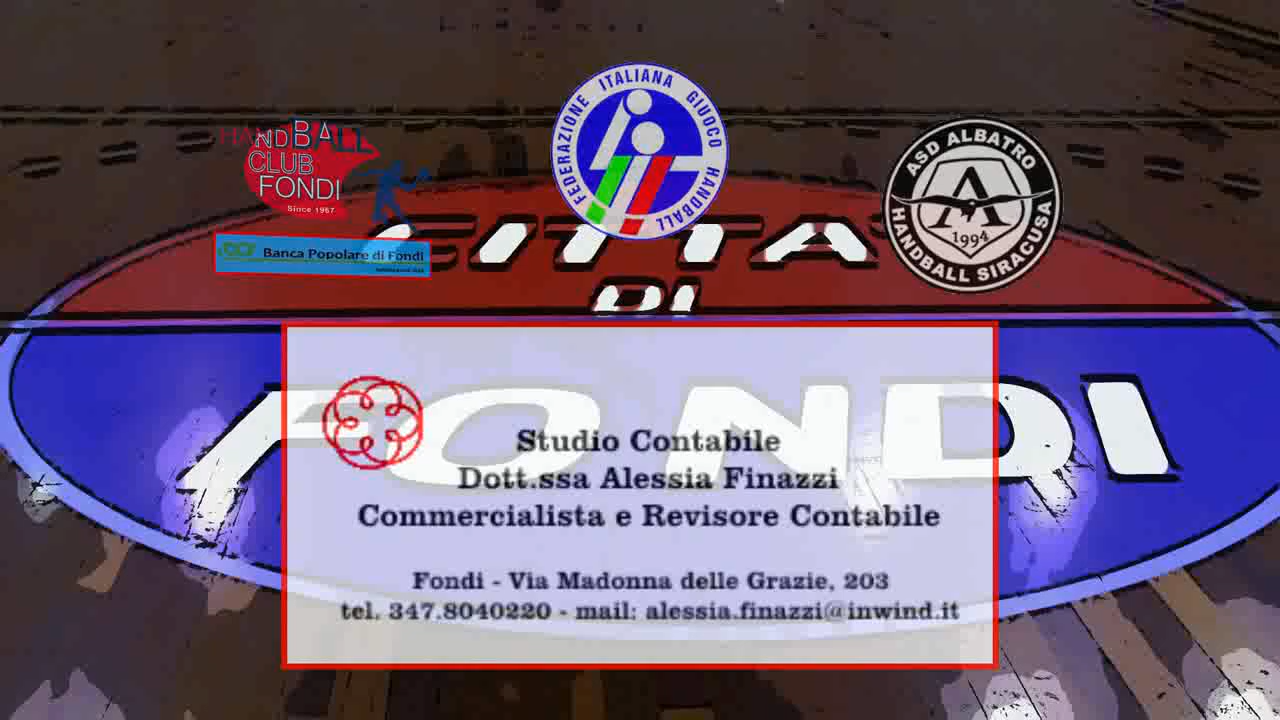 FEDERAZIONE ITALIANA GIUOCO HANDBALL
HANDBALL
CLUB
FONDI
Since 1967
Banca Popolare di Fondi
ASD ALBATRO
1994
HANDBALL SIRACUSA
CITTA'
DI
FONDI
Studio Contabile
Dott.ssa Alessia Finazzi
Commercialista e Revisore Contabile
Fondi - Via Madonna delle Grazie, 203
tel. 347.8040220 - mail: alessia.finazzi@inwind.it